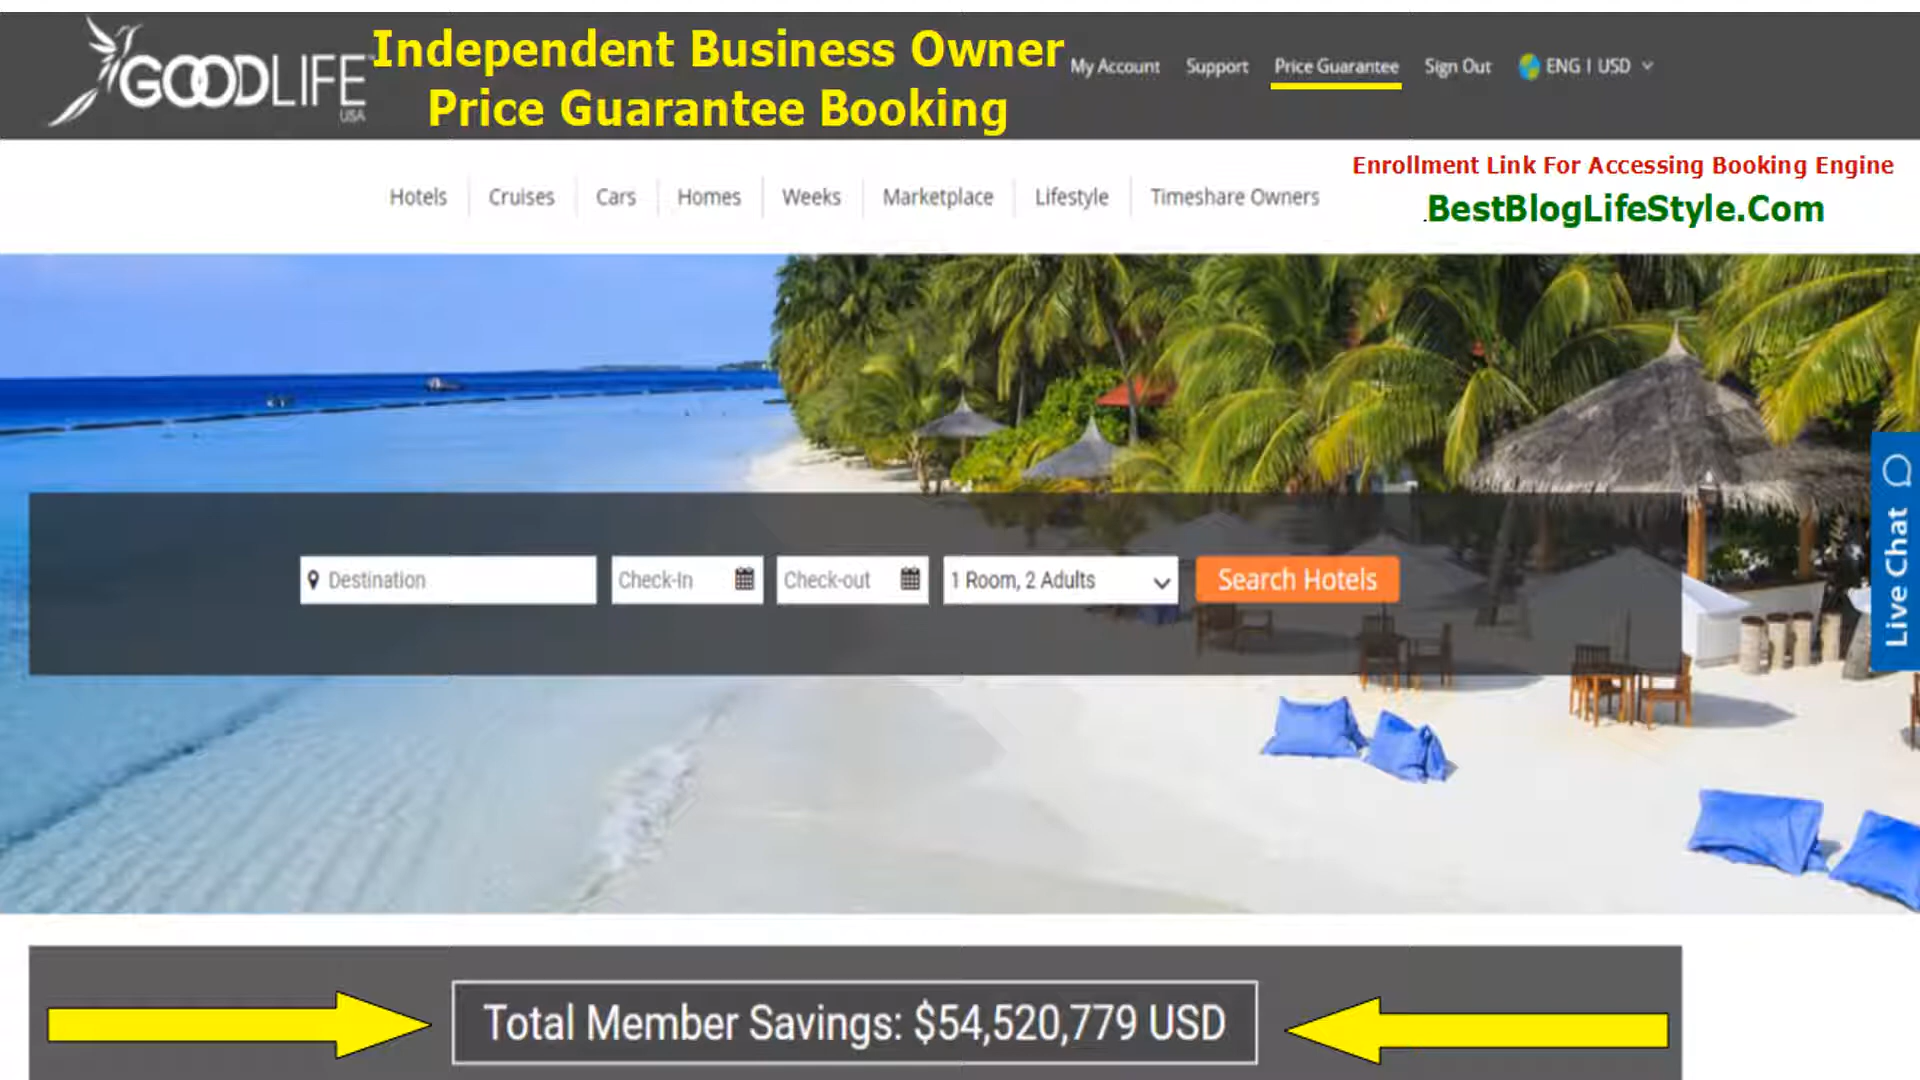 GOODLIFE
USA
Independent Business Owner
Price Guarantee Booking
My Account Support Price Guarantee Sign Out ENG | USD
Enrollment Link For Accessing Booking Engine
.BestBlogLifeStyle.Com
Hotels Cruises Cars Homes Weeks Marketplace Lifestyle Timeshare Owners
Destination Check-In Check-out 1 Room, 2 Adults Search Hotels
Live Chat
Total Member Savings: $54,520,779 USD